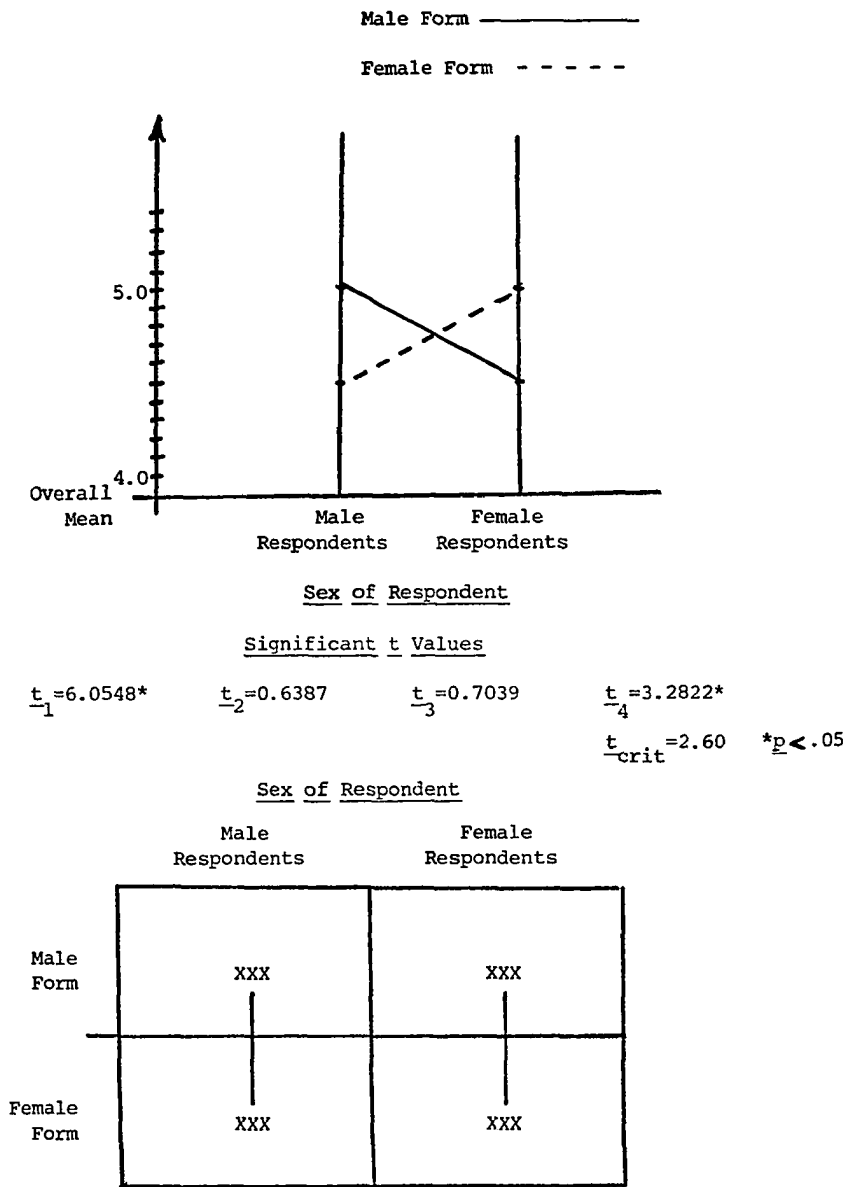 Male Form
Female Form
5.0
4.0
Overall
Mean
Male
Respondents
Female
Respondents
Sex of Respondent
Significant t Values
t1=6.0548* t2=0.6387 t3=0.7039 t4=3.2822*
tcrit=2.60 *p<.05
Sex of Respondent
Male
Respondents
Female
Respondents
Male
Form
XXX XXX
Female
Form
XXX XXX